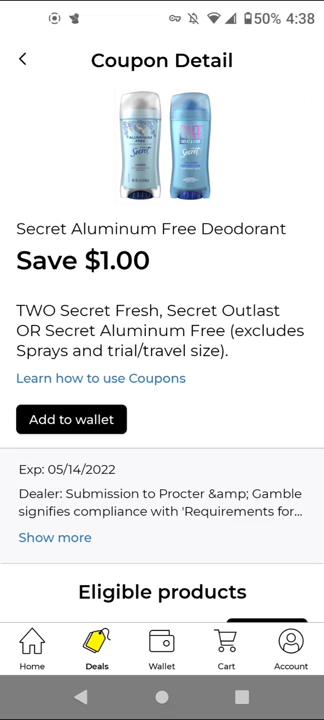 50% 4:38
Coupon Detail
Secret
Secret
Secret Aluminum Free Deodorant
Save $1.00
TWO Secret Fresh, Secret Outlast
OR Secret Aluminum Free (excludes
Sprays and trial/travel size).
Learn how to use Coupons
Add to wallet
Exp: 05/14/2022
Dealer: Submission to Procter &amp; Gamble
signifies compliance with 'Requirements for...
Show more
Eligible products
Home Deals Wallet Cart Account